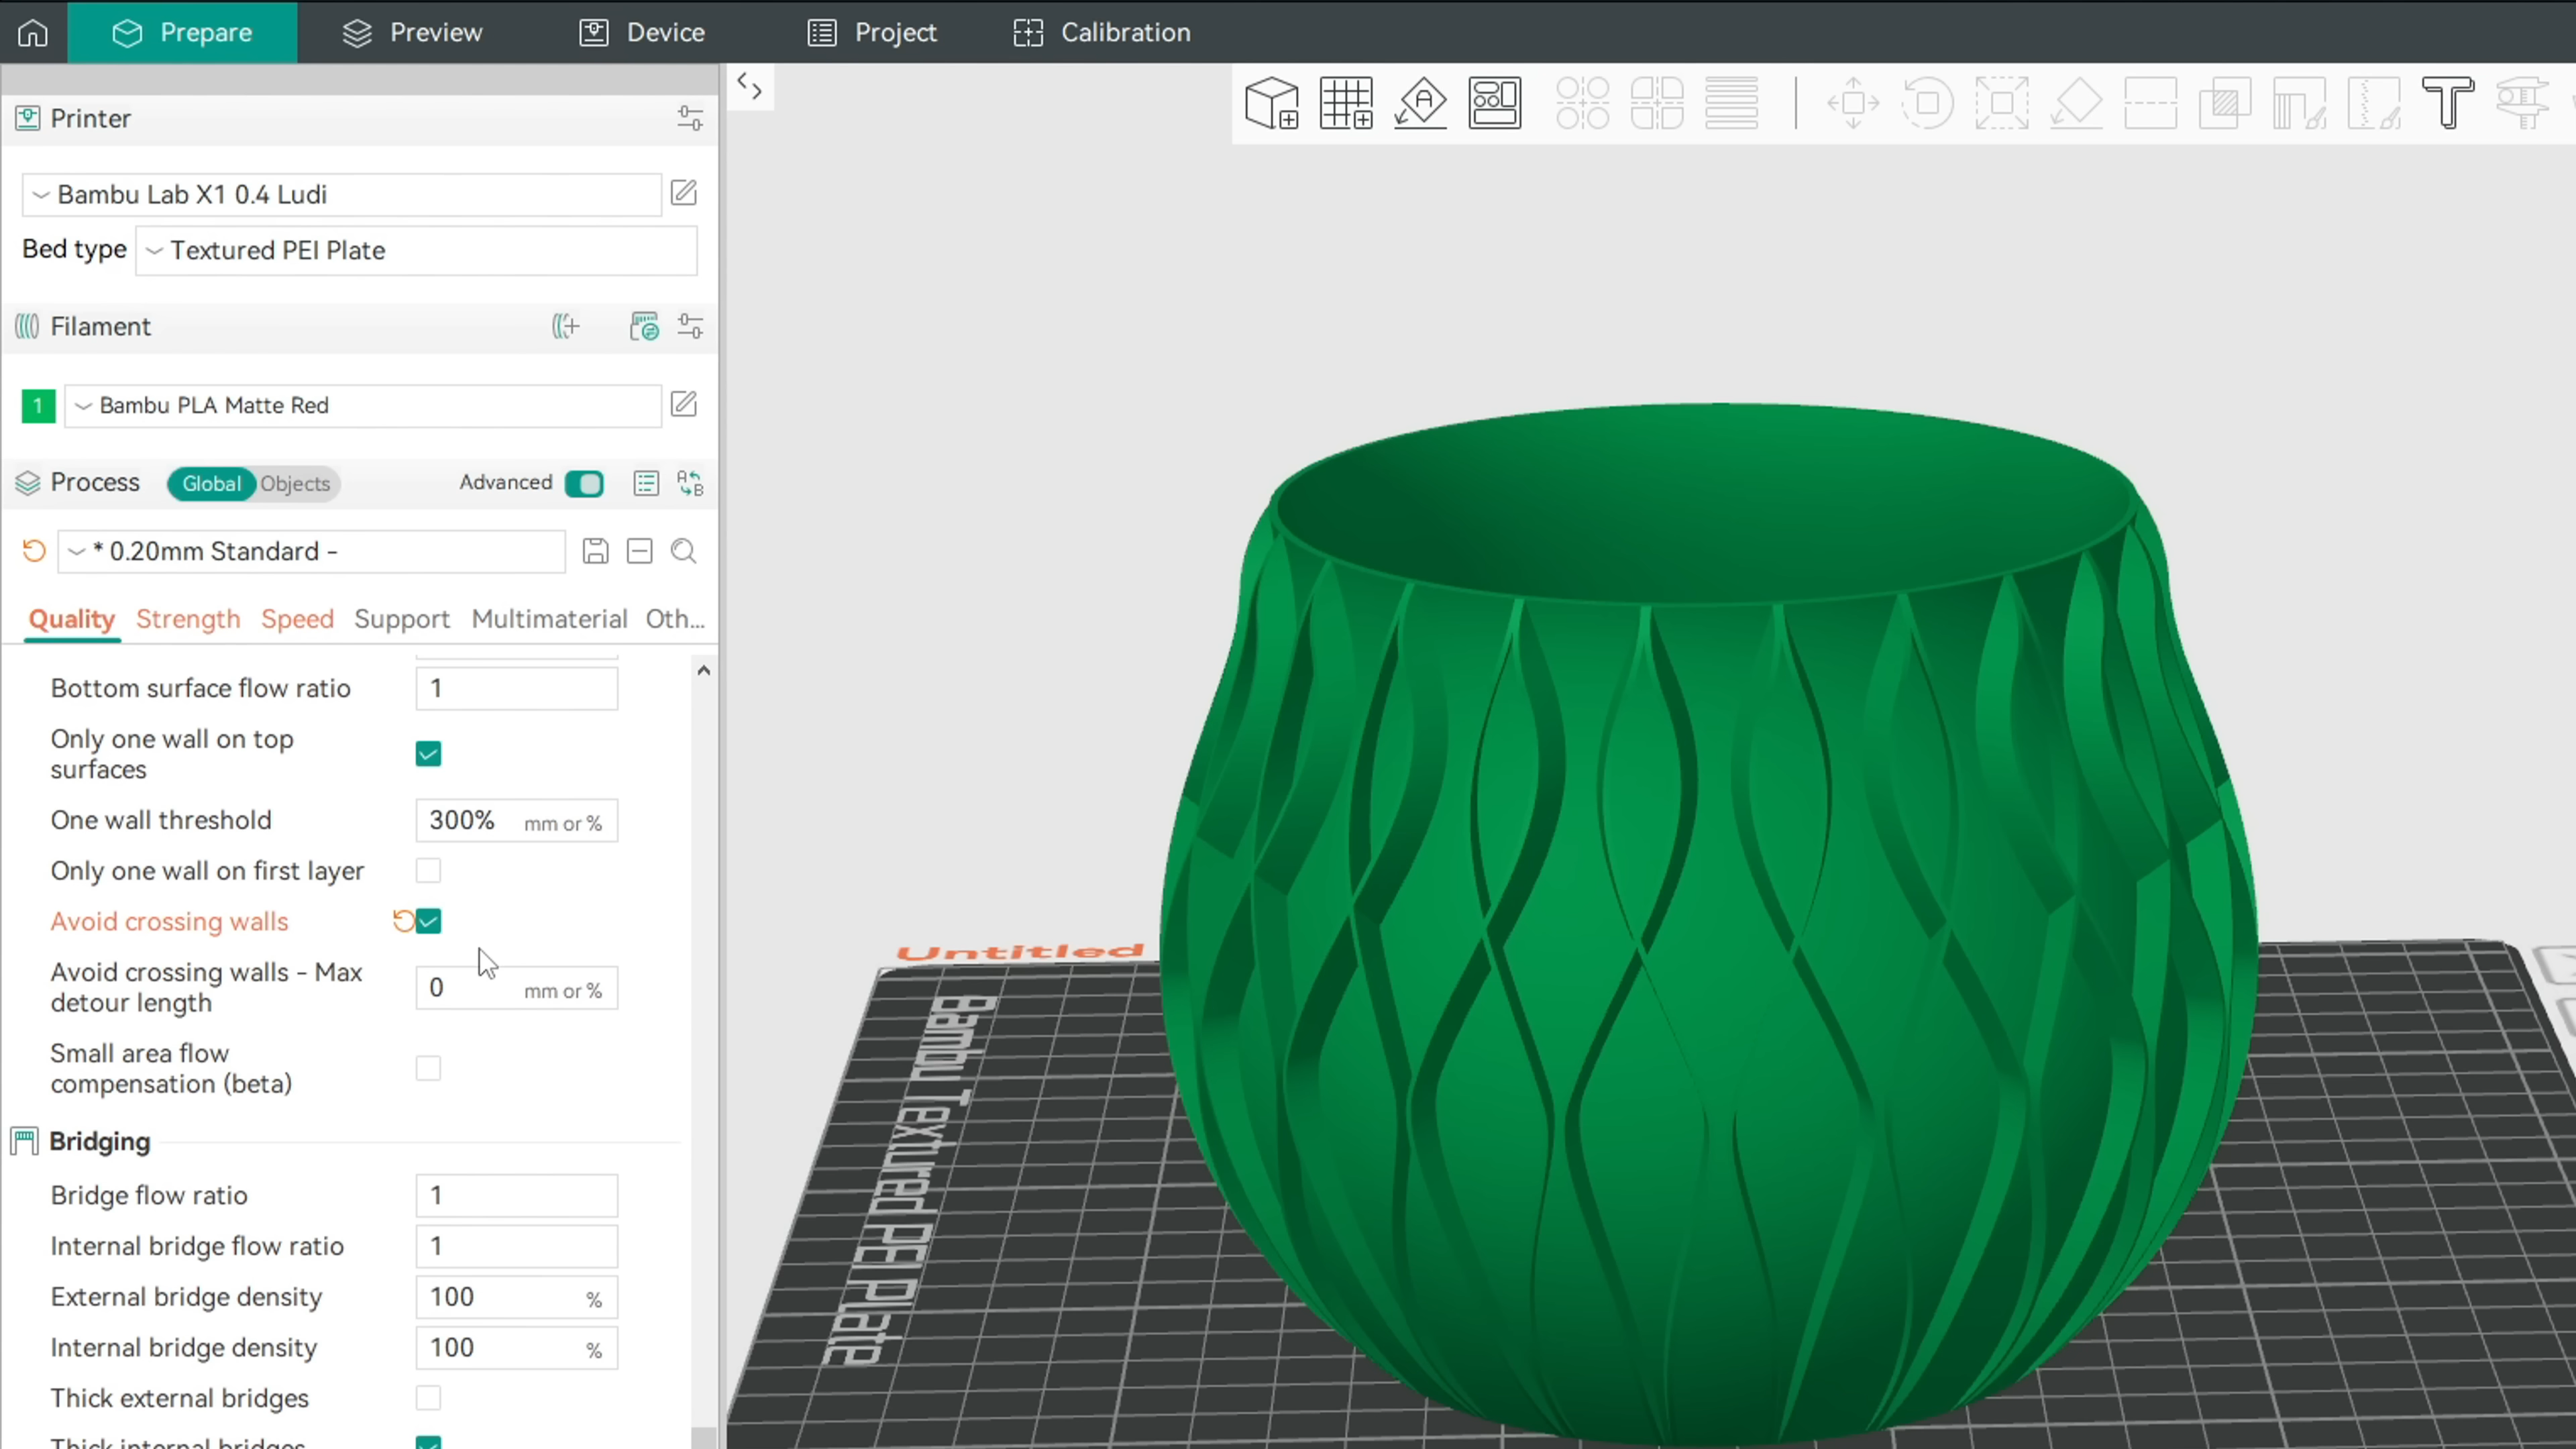 Prepare Preview Device Project Calibration
Printer
Bambu Lab X1 0.4 Ludi
Bed type Textured PEI Plate
Filament
1 Bambu PLA Matte Red
Process Global Objects Advanced
* 0.20mm Standard -
Quality Strength Speed Support Multimaterial Oth...
Bottom surface flow ratio 1
Only one wall on top
surfaces
One wall threshold 300% mm or %
Only one wall on first layer
Avoid crossing walls
Avoid crossing walls - Max
detour length 0 mm or %
Small area flow
compensation (beta)
Bridging
Bridge flow ratio 1
Internal bridge flow ratio 1
External bridge density 100 %
Internal bridge density 100 %
Thick external bridges
Thick internal bridges
Untitled
Bambu Textured PEI Plate